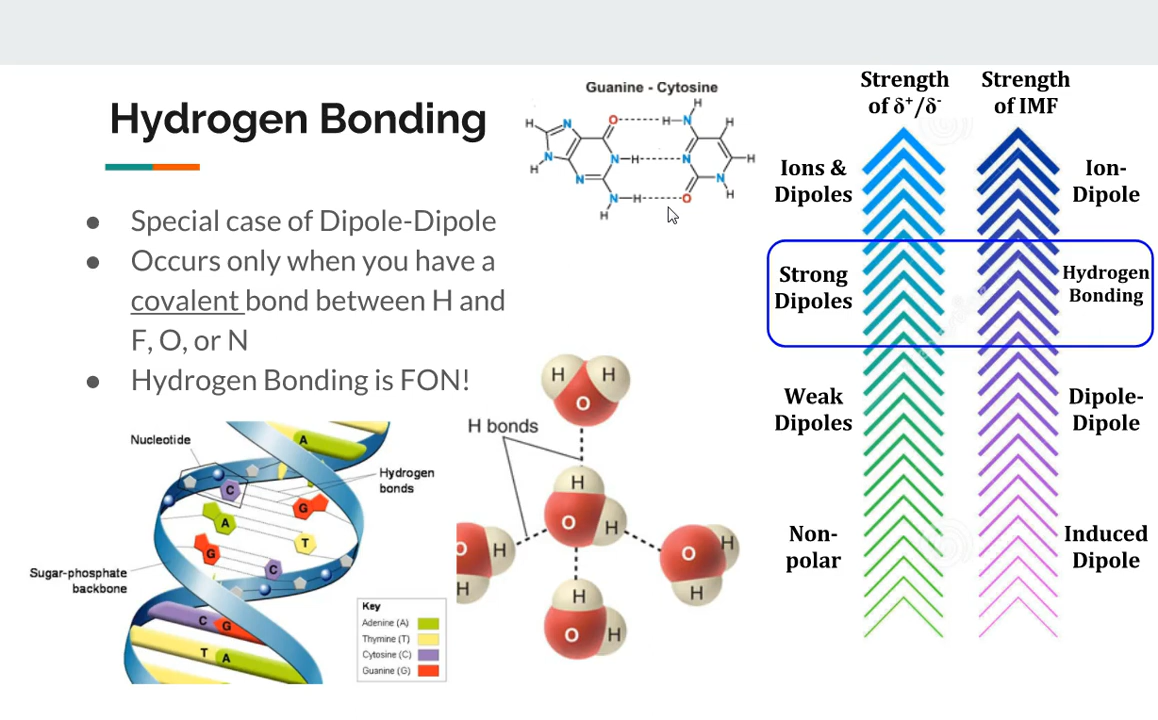 Hydrogen Bonding
● Special case of Dipole-Dipole
● Occurs only when you have a
covalent bond between H and
F, O, or N
● Hydrogen Bonding is FON!
Guanine - Cytosine
H
H N O H N H
N N H N H
H N N
N H O H
H
Strength
of δ⁺/δ⁻
Strength
of IMF
Ions &
Dipoles
Ion-
Dipole
Strong
Dipoles
Hydrogen
Bonding
Weak
Dipoles
Dipole-
Dipole
Non-
polar
Induced
Dipole
Nucleotide
A
Hydrogen
bonds
C
G
A
T
G
C
Sugar-phosphate
backbone
C G
T A
Key
Adenine (A)
Thymine (T)
Cytosine (C)
Guanine (G)
H bonds
H H
O
H
O H
O H
H
O H
H
H
O H